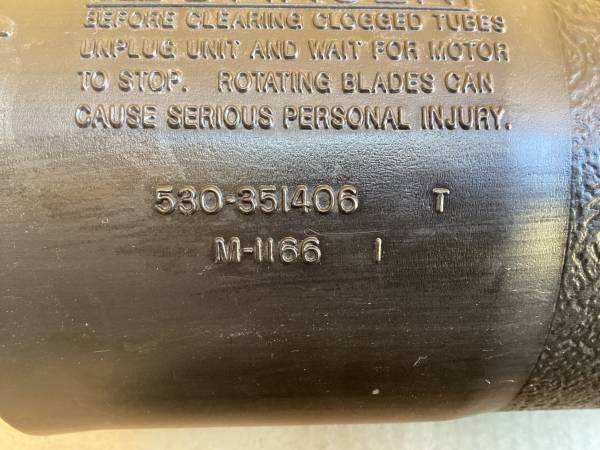 BEFORE CLEARING CLOGGED TUBES
UNPLUG UNIT AND WAIT FOR MOTOR
TO STOP. ROTATING BLADES CAN
CAUSE SERIOUS PERSONAL INJURY.
530-351406 T
M-1166 1